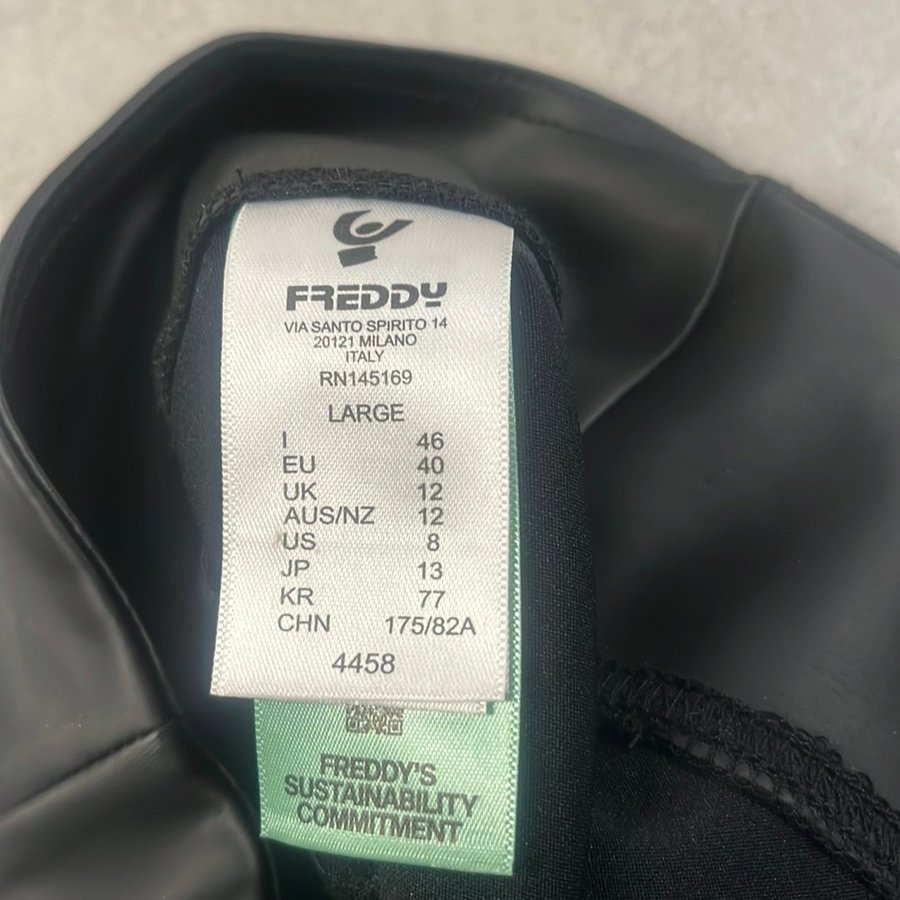 FREDDY
VIA SANTO SPIRITO 14
20121 MILANO
ITALY
RN145169
LARGE
I 46
EU 40
UK 12
AUS/NZ 12
US 8
JP 13
KR 77
CHN 175/82A
4458
FREDDY'S
SUSTAINABILITY
COMMITMENT